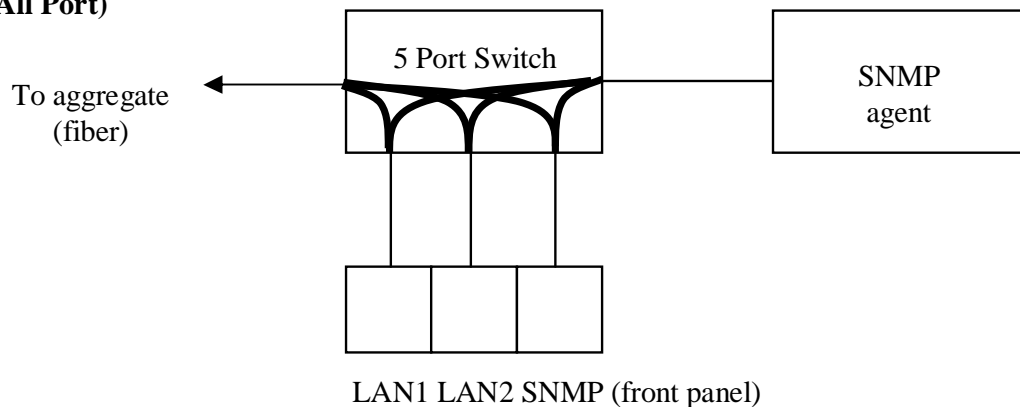 All Port)
5 Port Switch
To aggregate
(fiber)
SNMP
agent
LAN1 LAN2 SNMP (front panel)